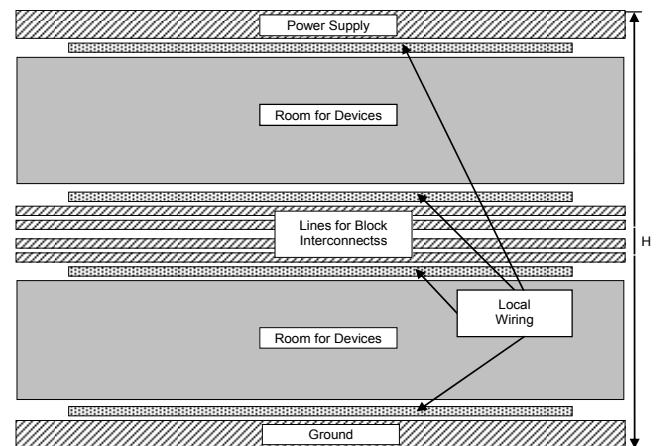 Power Supply
Room for Devices
Lines for Block
Interconnectss
H
Local
Wiring
Room for Devices
Ground